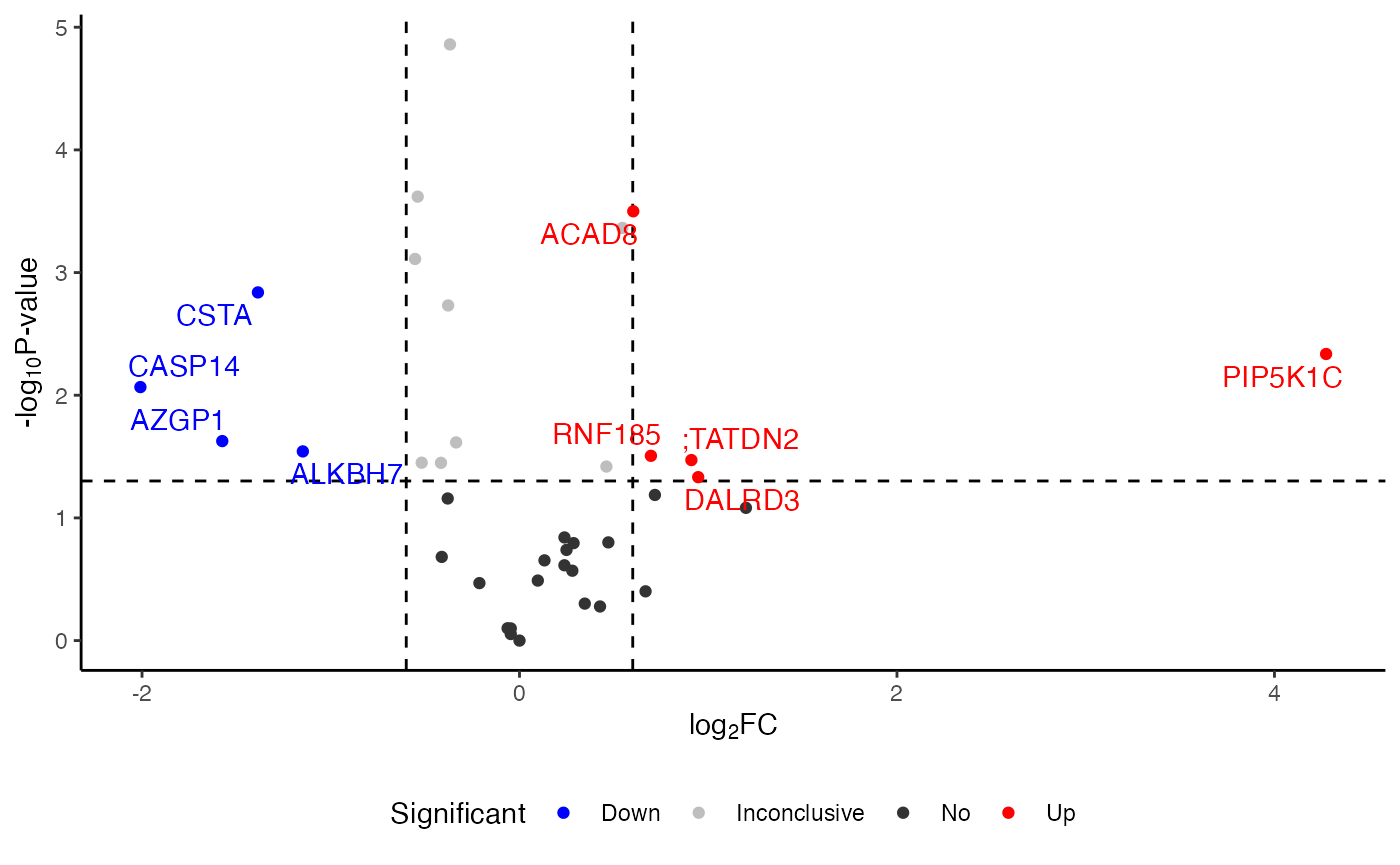 5
4
3
2
1
0
-log10P-value
ACAD8
CSTA
CASP14
PIP5K1C
AZGP1
RNF185
;TATDN2
ALKBH7
DALRD3
-2
0
2
4
log2FC
Significant
Down
Inconclusive
No
Up